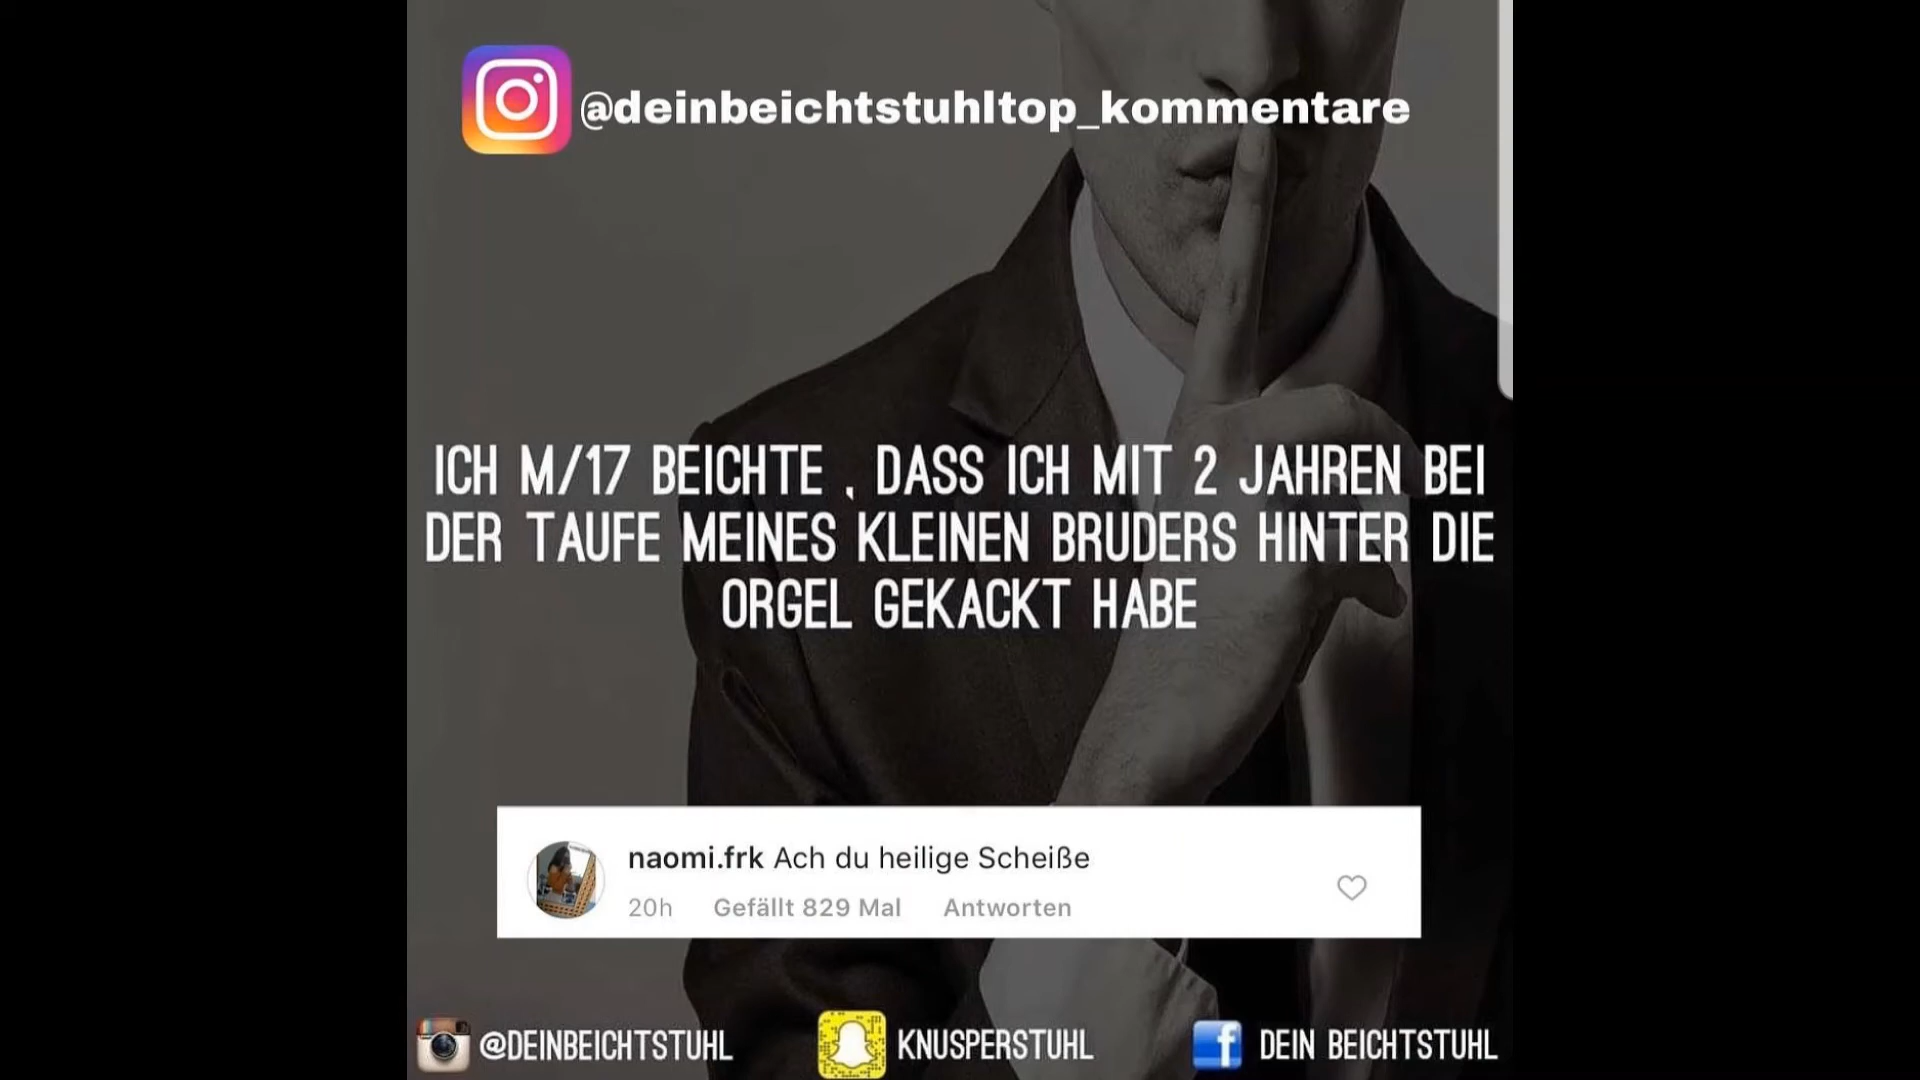 @deinbeichtstuhltop_kommentare
ICH M/17 BEICHTE , DASS ICH MIT 2 JAHREN BEI
DER TAUFE MEINES KLEINEN BRUDERS HINTER DIE
ORGEL GEKACKT HABE
naomi.frk Ach du heilige Scheiße
20h Gefällt 829 Mal Antworten
@DEINBEICHTSTUHL KNUSPERSTUHL DEIN BEICHTSTUHL